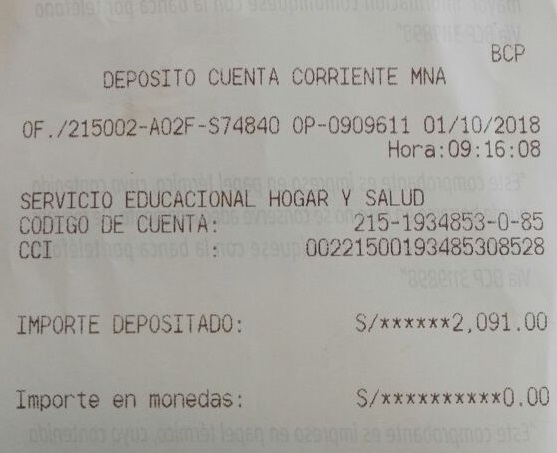 BCP
DEPOSITO CUENTA CORRIENTE MNA
OF./215002-A02F-S74840 OP-0909611 01/10/2018
Hora:09:16:08
SERVICIO EDUCACIONAL HOGAR Y SALUD
CODIGO DE CUENTA: 215-1934853-0-85
CCI : 00221500193485308528
IMPORTE DEPOSITADO: S/******2,091.00
Importe en monedas: S/**********0.00